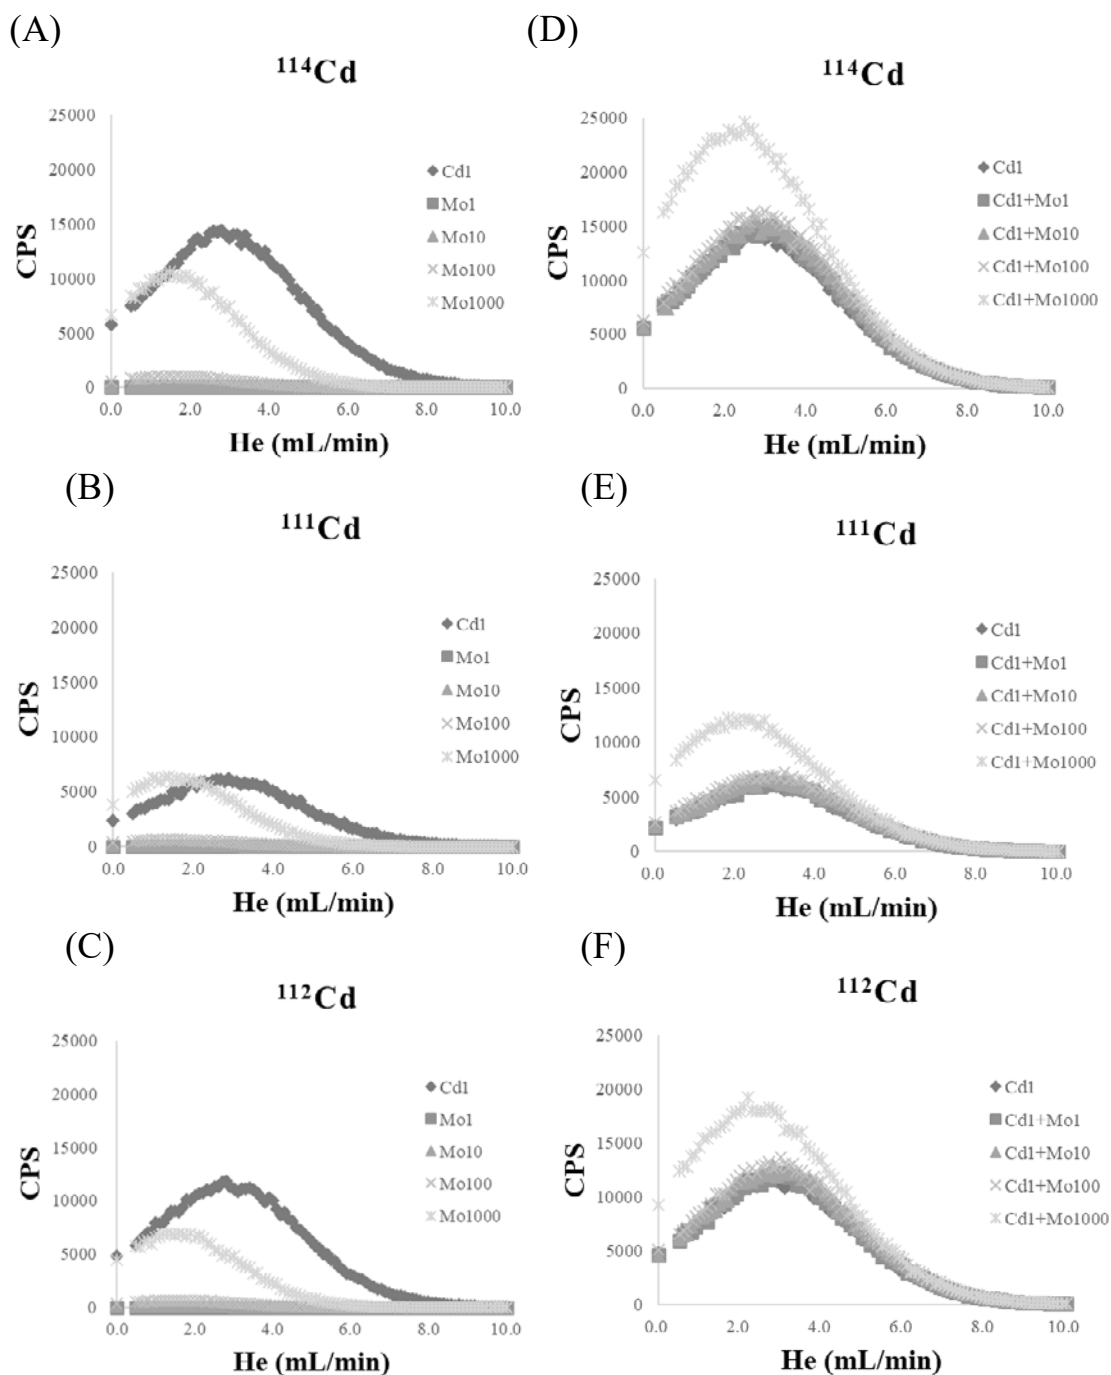 (A)
¹¹⁴Cd
25000
20000
15000
10000
5000
0
CPS
0.0 2.0 4.0 6.0 8.0 10.0
He (mL/min)
Cd1
Mo1
Mo10
Mo100
Mo1000
(D)
¹¹⁴Cd
25000
20000
15000
10000
5000
0
CPS
0.0 2.0 4.0 6.0 8.0 10.0
He (mL/min)
Cd1
Cd1+Mo1
Cd1+Mo10
Cd1+Mo100
Cd1+Mo1000
(B)
¹¹¹Cd
25000
20000
15000
10000
5000
0
CPS
0.0 2.0 4.0 6.0 8.0 10.0
He (mL/min)
Cd1
Mo1
Mo10
Mo100
Mo1000
(E)
¹¹¹Cd
25000
20000
15000
10000
5000
0
CPS
0.0 2.0 4.0 6.0 8.0 10.0
He (mL/min)
Cd1
Cd1+Mo1
Cd1+Mo10
Cd1+Mo100
Cd1+Mo1000
(C)
¹¹²Cd
25000
20000
15000
10000
5000
0
CPS
0.0 2.0 4.0 6.0 8.0 10.0
He (mL/min)
Cd1
Mo1
Mo10
Mo100
Mo1000
(F)
¹¹²Cd
25000
20000
15000
10000
5000
0
CPS
0.0 2.0 4.0 6.0 8.0 10.0
He (mL/min)
Cd1
Cd1+Mo1
Cd1+Mo10
Cd1+Mo100
Cd1+Mo1000